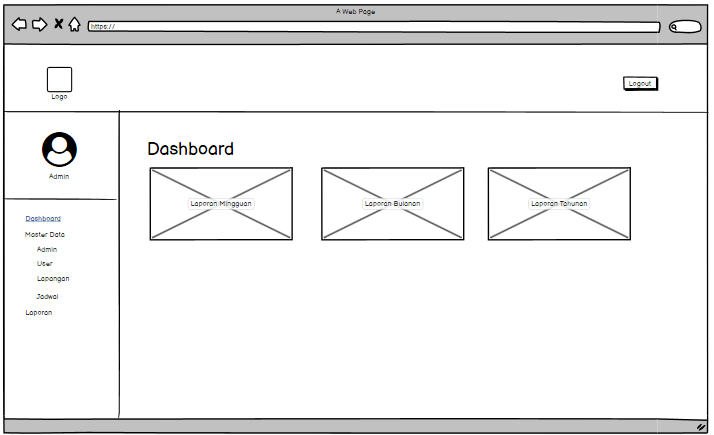 A Web Page
https://
Logo
Logout
Admin
Dashboard
Laporan Mingguan
Laporan Bulanan
Laporan Tahunan
Dashboard
Master Data
Admin
User
Lapangan
Jadwal
Laporan